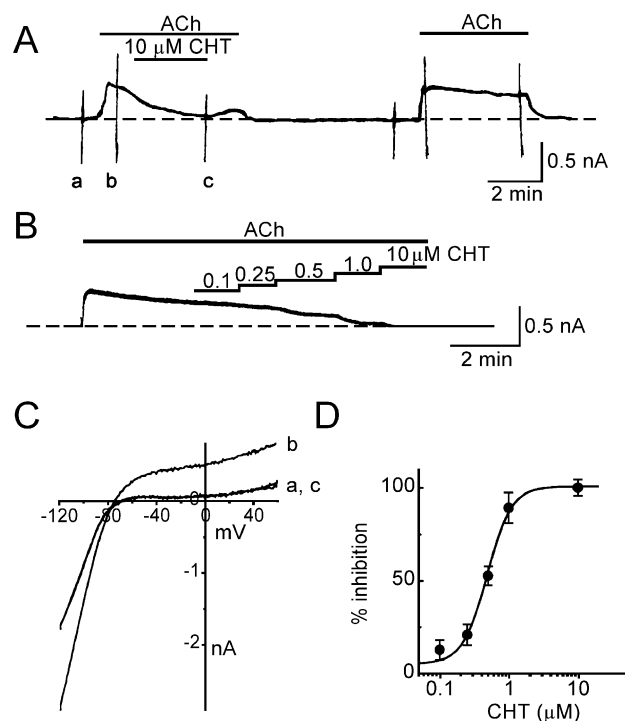 A
ACh
ACh
10 μM CHT
a
b
c
0.5 nA
2 min
B
ACh
0.1
0.25
0.5
1.0
10μM CHT
0.5 nA
2 min
C
D
b
a, c
0
-120
-80
-40
0
40
mV
-1
-2
nA
% inhibition
100
50
0
0.1
1
10
CHT (μM)